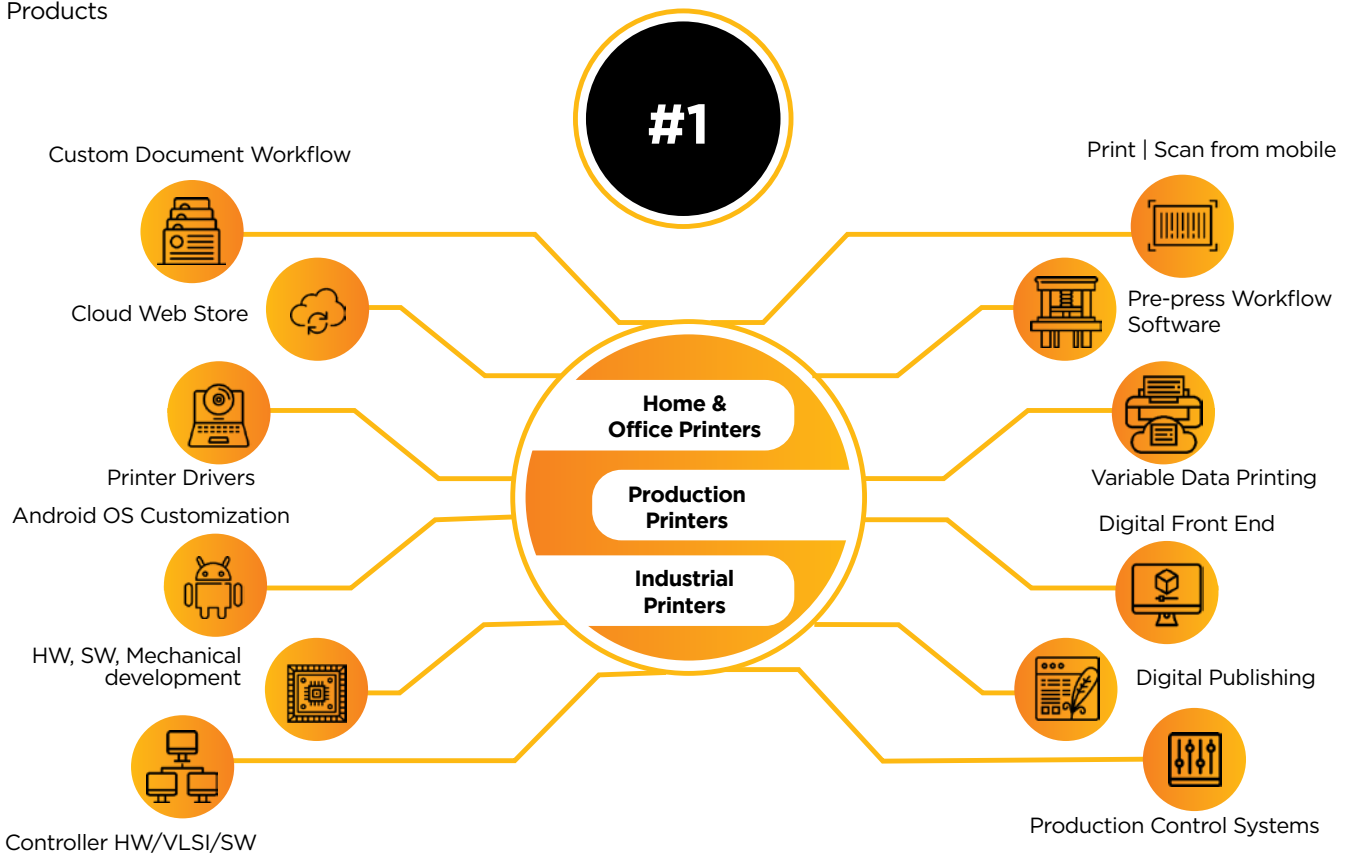 Products
#1
Custom Document Workflow
Cloud Web Store
Printer Drivers
Android OS Customization
HW, SW, Mechanical
development
Controller HW/VLSI/SW
Home &
Office Printers
Production
Printers
Industrial
Printers
Print | Scan from mobile
Pre-press Workflow
Software
Variable Data Printing
Digital Front End
Digital Publishing
Production Control Systems